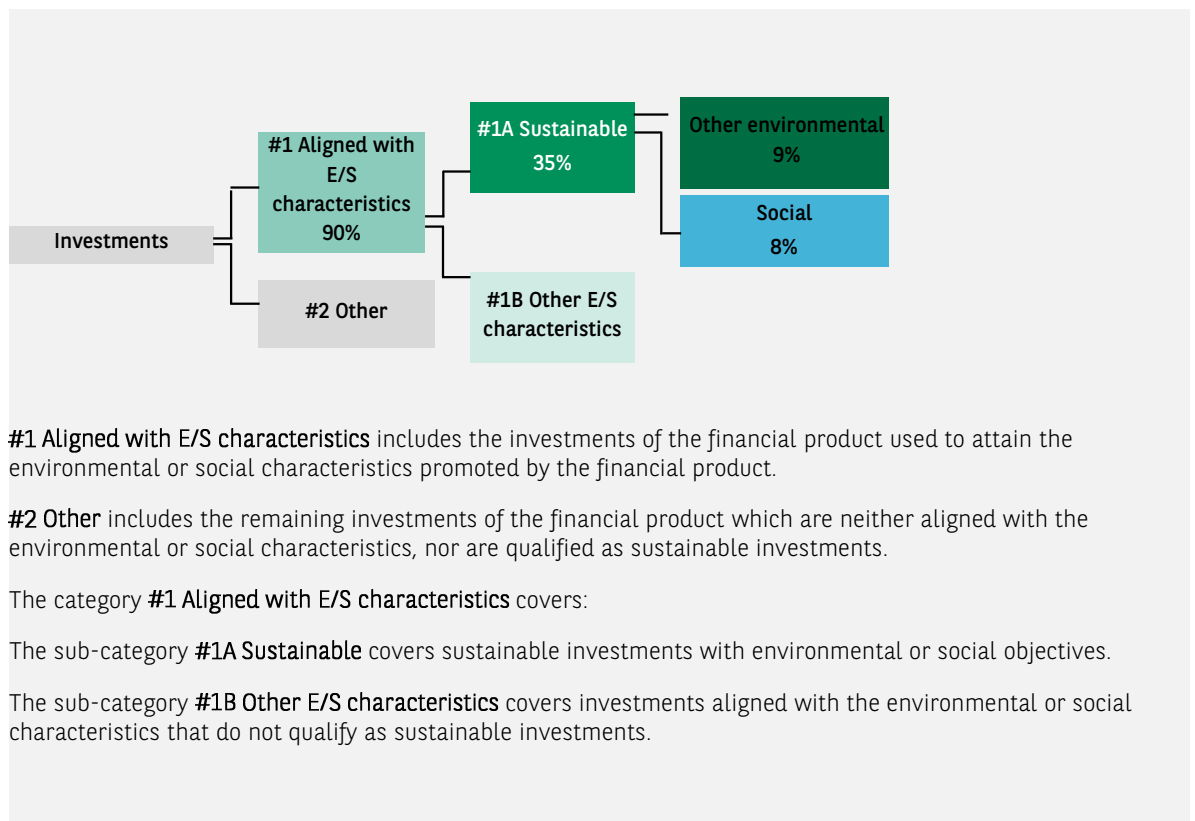 #1A Sustainable
35%
Other environmental
9%
#1 Aligned with
E/S
characteristics
90%
Social
8%
Investments
#2 Other
#1B Other E/S
characteristics
#1 Aligned with E/S characteristics includes the investments of the financial product used to attain the
environmental or social characteristics promoted by the financial product.
#2 Other includes the remaining investments of the financial product which are neither aligned with the
environmental or social characteristics, nor are qualified as sustainable investments.
The category #1 Aligned with E/S characteristics covers:
The sub-category #1A Sustainable covers sustainable investments with environmental or social objectives.
The sub-category #1B Other E/S characteristics covers investments aligned with the environmental or social
characteristics that do not qualify as sustainable investments.